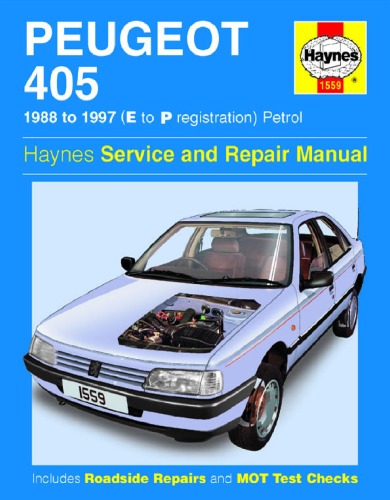 PEUGEOT
405
1988 to 1997 (E to P registration) Petrol
Haynes
1559
Haynes Service and Repair Manual
1559
Includes Roadside Repairs and MOT Test Checks